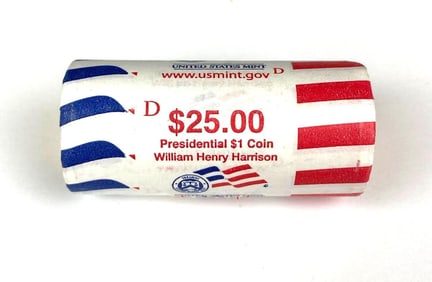 UNITED STATES MINT
www.usmint.gov D
D
$25.00
Presidential $1 Coin
William Henry Harrison